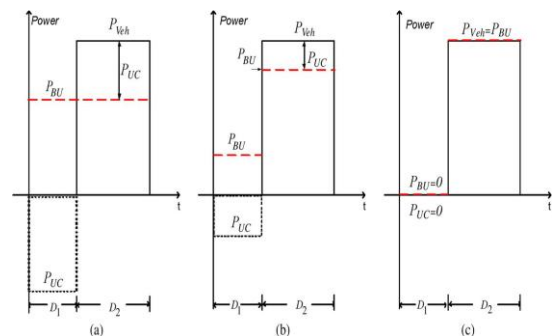 Power
P_Veh
P_UC
P_BU
t
P_UC
D_1
D_2
(a)
Power
P_Veh
P_BU
P_UC
P_BU
t
P_UC
D_1
D_2
(b)
Power
P_Veh=P_BU
P_BU=0
t
P_UC=0
D_1
D_2
(c)